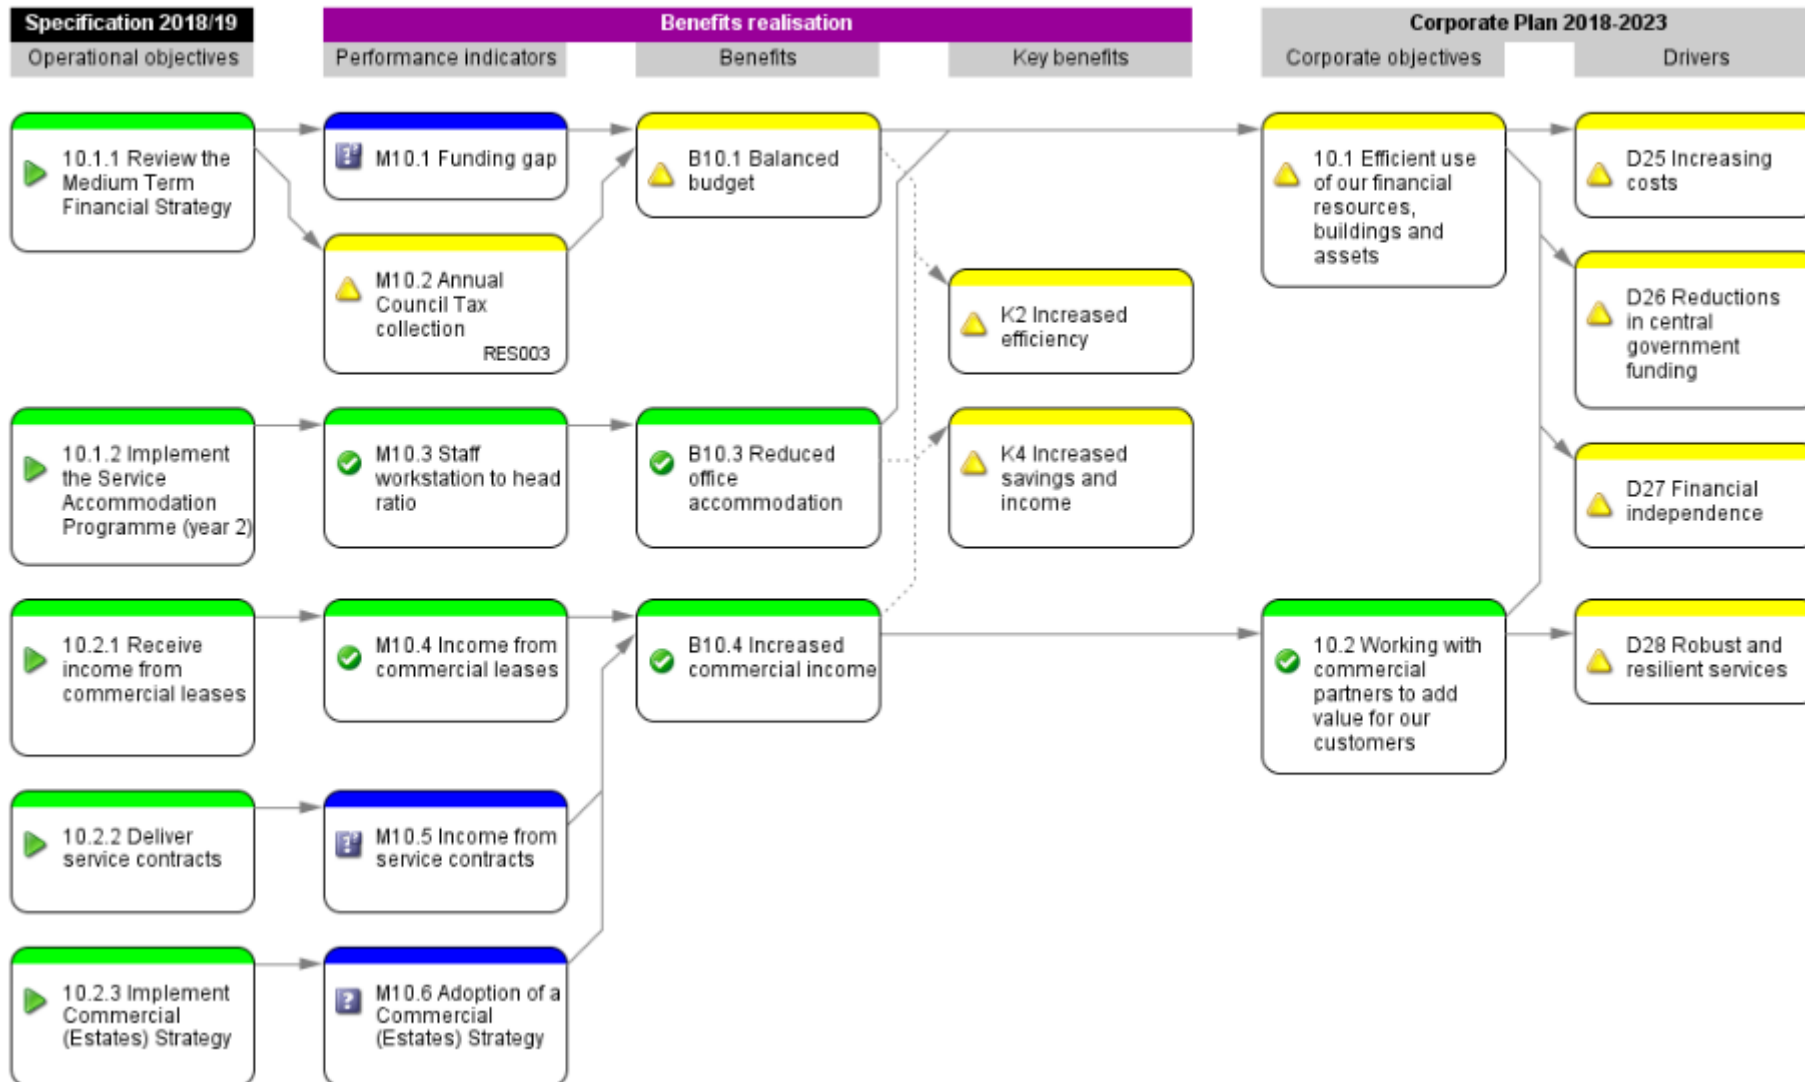 Specification 2018/19
Benefits realisation
Corporate Plan 2018-2023
Operational objectives
Performance indicators
Benefits
Key benefits
Corporate objectives
Drivers
10.1.1 Review the
Medium Term
Financial Strategy
M10.1 Funding gap
B10.1 Balanced
budget
10.1 Efficient use
of our financial
resources,
buildings and
assets
D25 Increasing
costs
M10.2 Annual
Council Tax
collection
RES003
K2 Increased
efficiency
D26 Reductions
in central
government
funding
10.1.2 Implement
the Service
Accommodation
Programme (year 2)
M10.3 Staff
workstation to head
ratio
B10.3 Reduced
office
accommodation
K4 Increased
savings and
income
D27 Financial
independence
10.2.1 Receive
income from
commercial leases
M10.4 Income from
commercial leases
B10.4 Increased
commercial income
10.2 Working with
commercial
partners to add
value for our
customers
D28 Robust and
resilient services
10.2.2 Deliver
service contracts
M10.5 Income from
service contracts
10.2.3 Implement
Commercial
(Estates) Strategy
M10.6 Adoption of a
Commercial
(Estates) Strategy